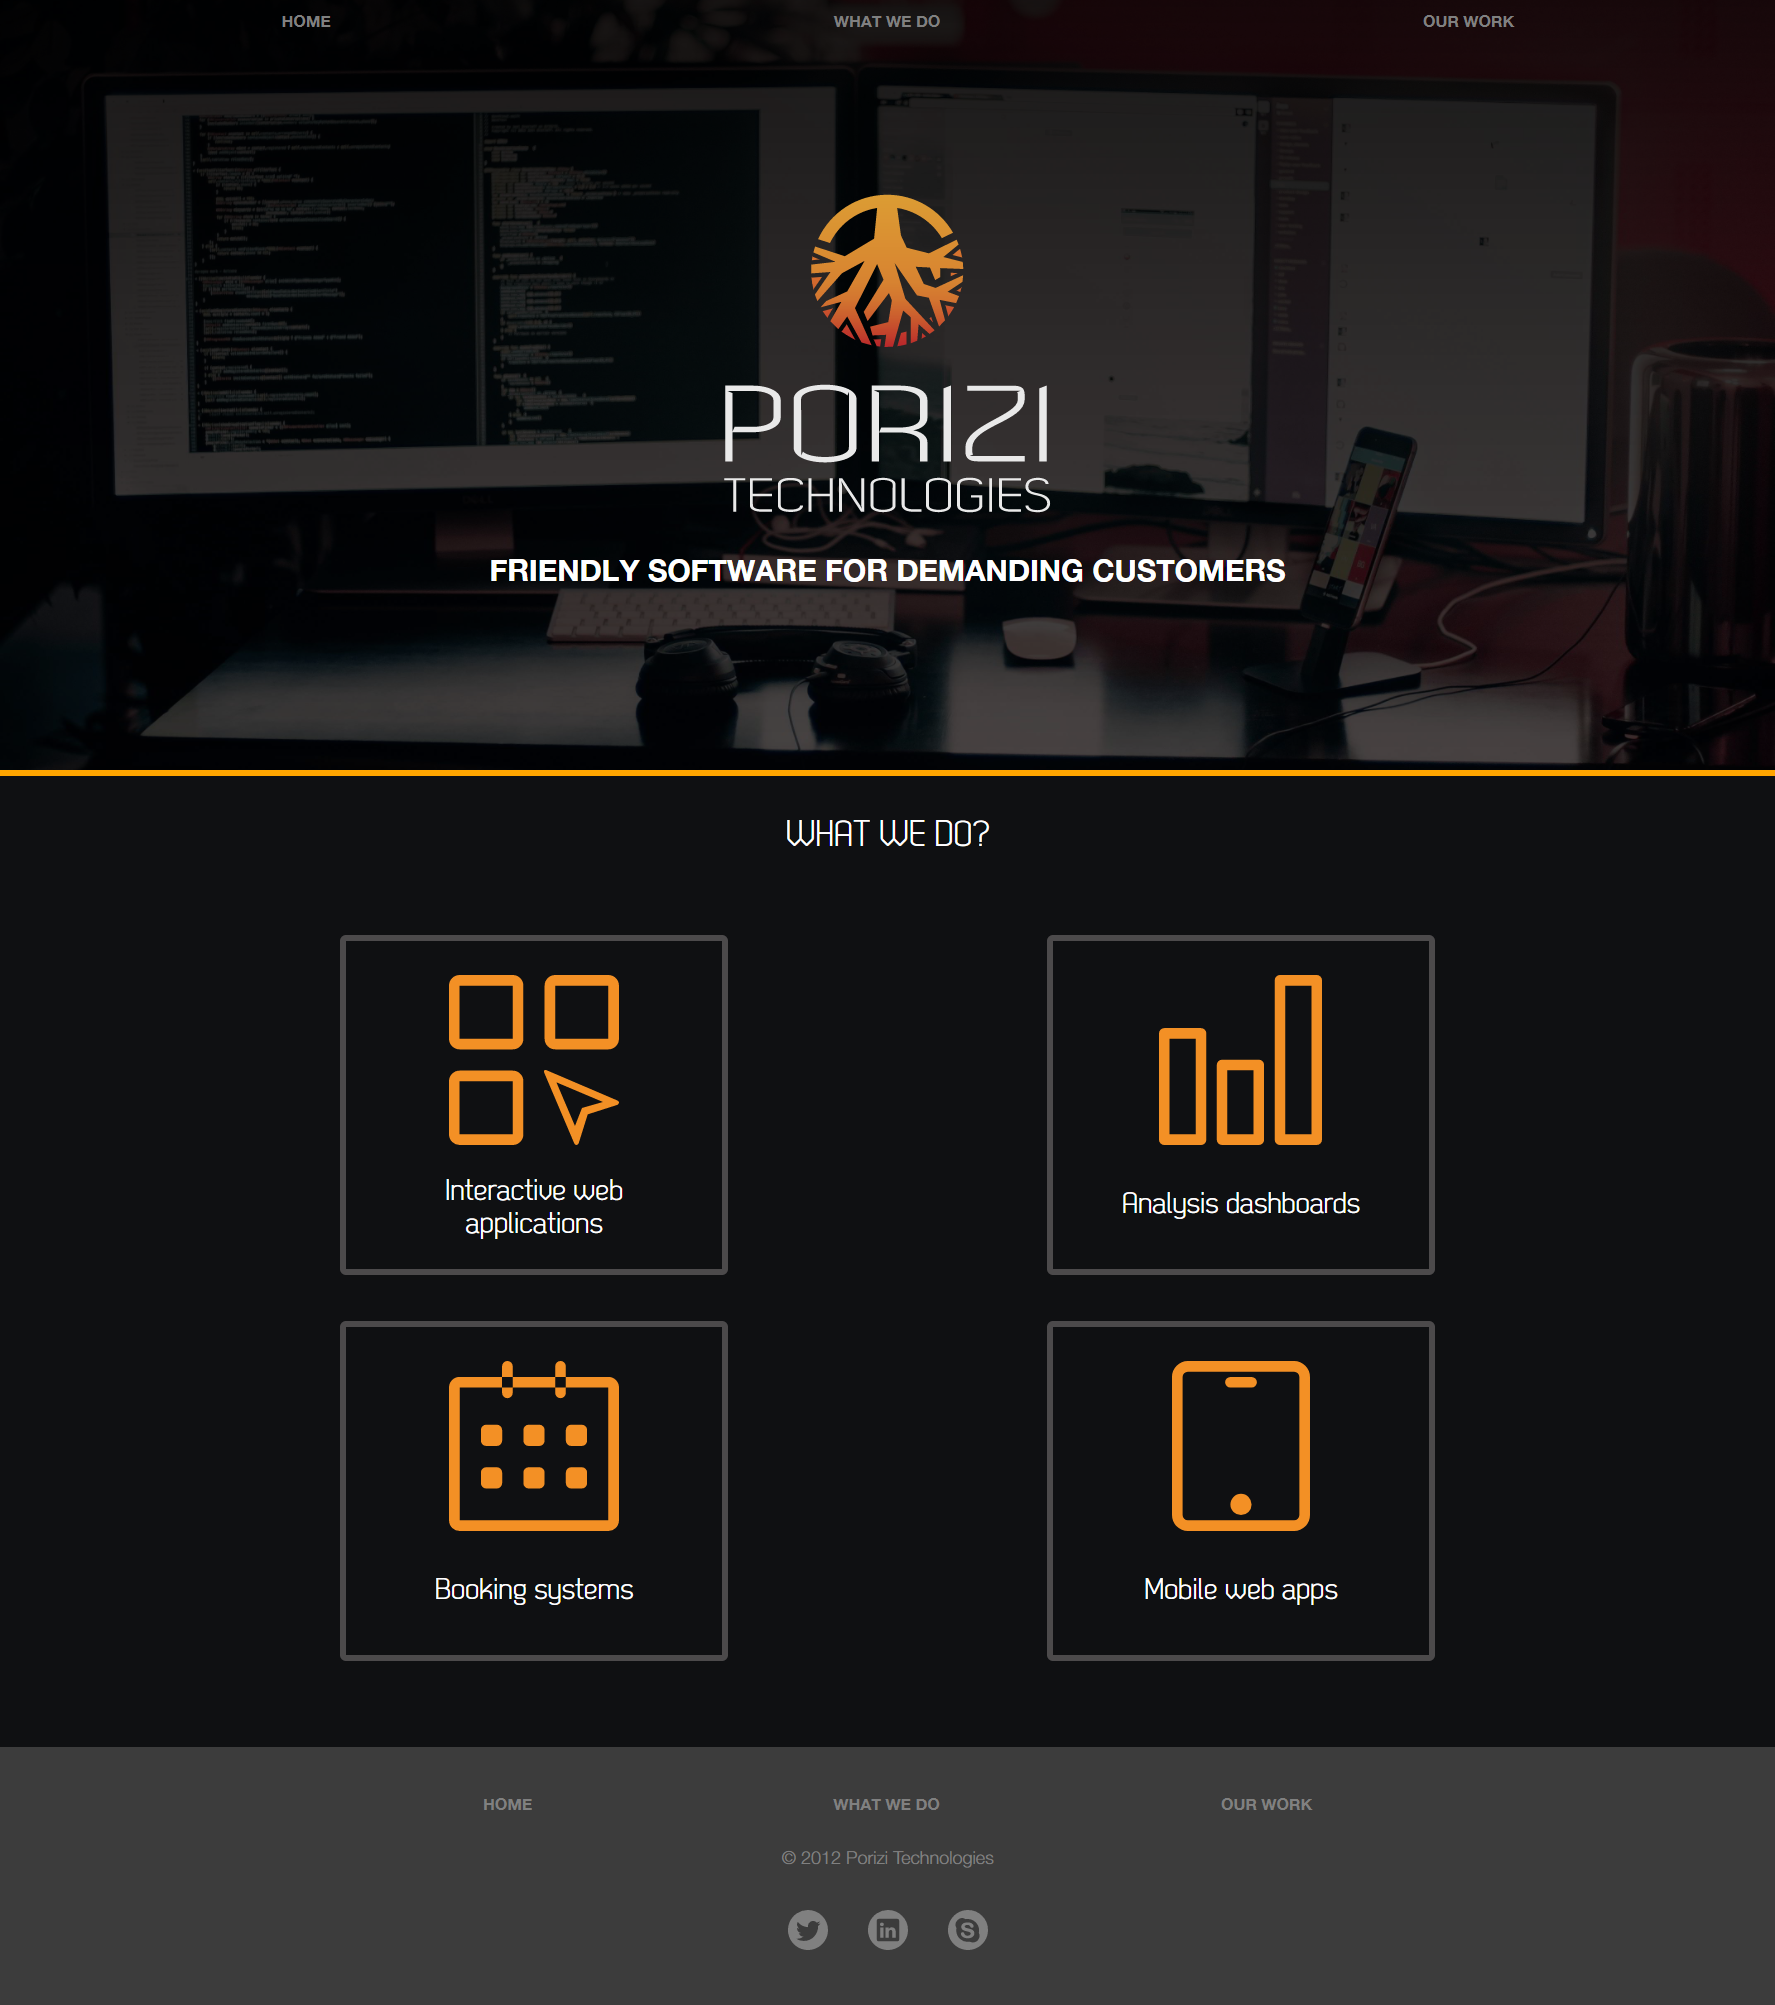 HOME
WHAT WE DO
OUR WORK
PORIZI
TECHNOLOGIES
FRIENDLY SOFTWARE FOR DEMANDING CUSTOMERS
WHAT WE DO?
Interactive web
applications
Analysis dashboards
Booking systems
Mobile web apps
HOME
WHAT WE DO
OUR WORK
© 2012 Porizi Technologies